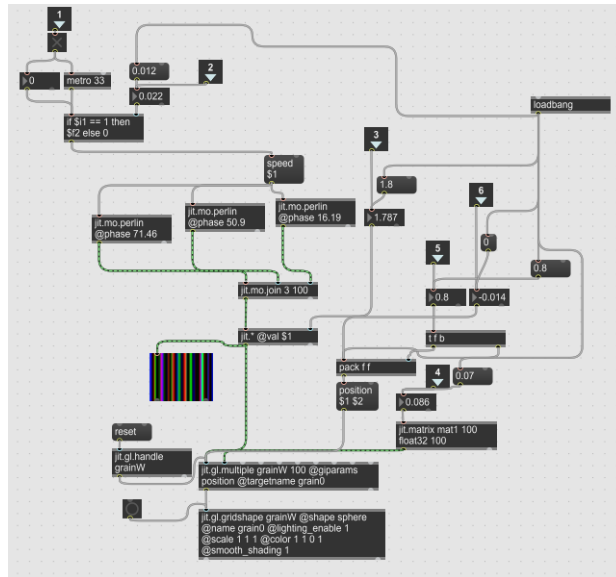 1
0
metro 33
0.012
2
0.022
if $i1 == 1 then
$f2 else 0
loadbang
3
speed
$1
1.8
6
jit.mo.perlin
@phase 71.46
jit.mo.perlin
@phase 50.9
jit.mo.perlin
@phase 16.19
1.787
5
0
0.8
jit.mo.join 3 100
0.8
-0.014
jit.* @val $1
t f b
pack f f
4
0.07
position
$1 $2
0.086
reset
jit.gl.handle
grainW
jit.matrix mat1 100
float32 100
jit.gl.multiple grainW 100 @giparams
position @targetname grain0
jit.gl.gridshape grainW @shape sphere
@name grain0 @lighting_enable 1
@scale 1 1 1 @color 1 1 0 1
@smooth_shading 1